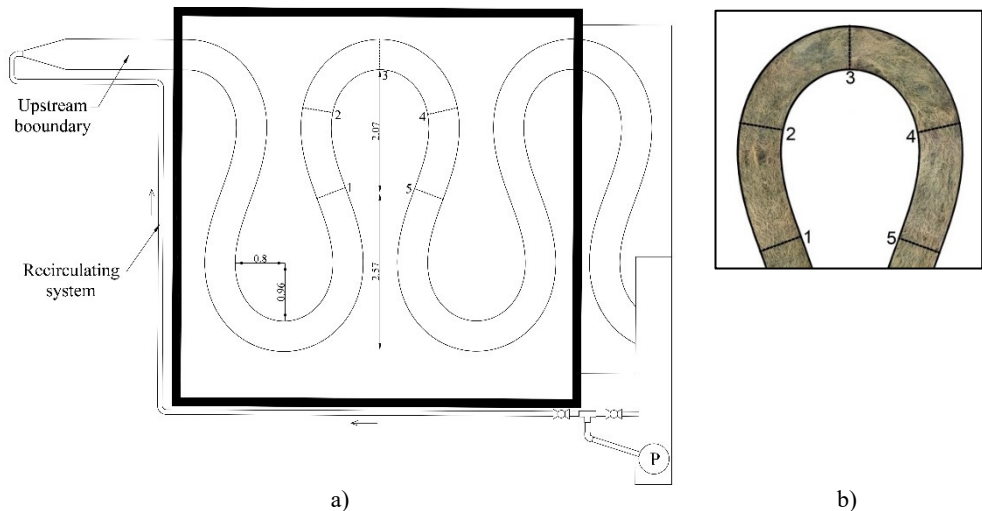 Upstream
booundary
Recirculating
system
1
2
3
4
5
2.07
2.57
0.8
0.96
P
a)
1
2
3
4
5
b)